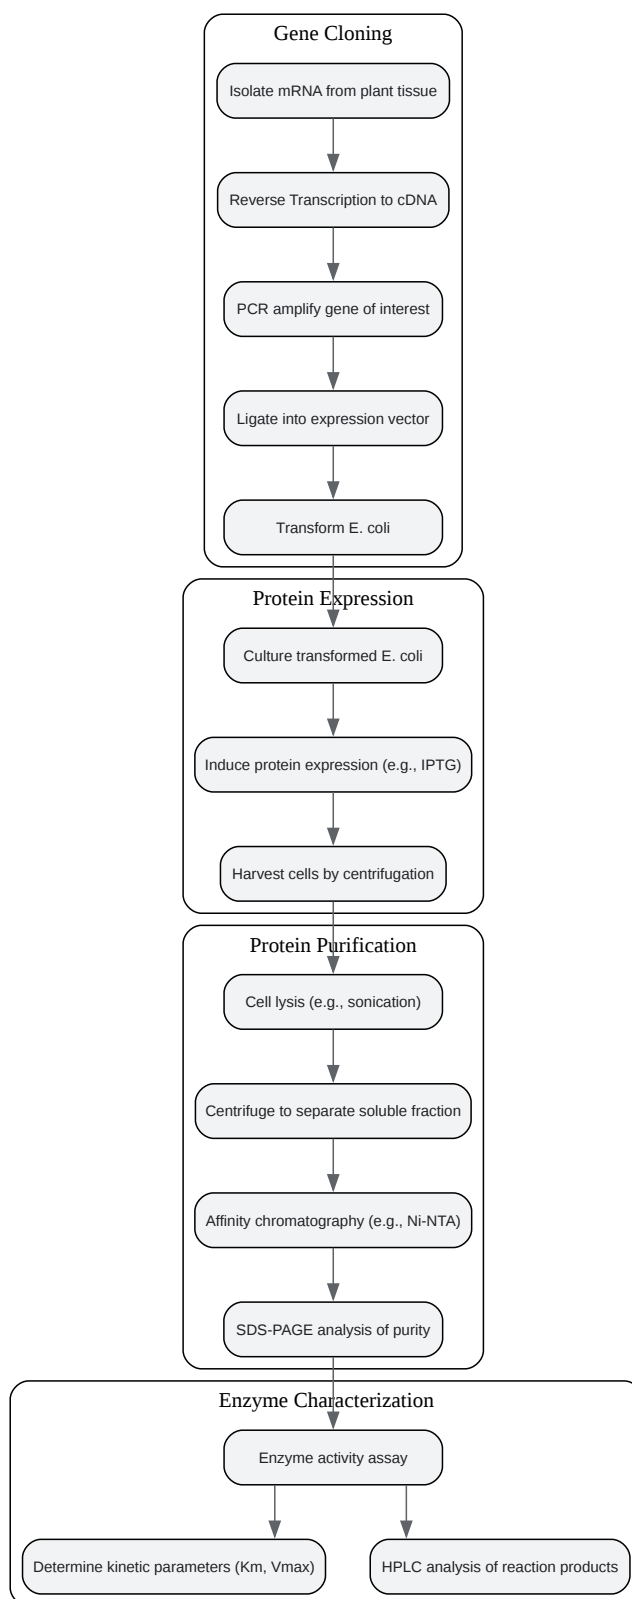 Gene Cloning
Isolate mRNA from plant tissue
Reverse Transcription to cDNA
PCR amplify gene of interest
Ligate into expression vector
Transform E. coli
Protein Expression
Culture transformed E. coli
Induce protein expression (e.g., IPTG)
Harvest cells by centrifugation
Protein Purification
Cell lysis (e.g., sonication)
Centrifuge to separate soluble fraction
Affinity chromatography (e.g., Ni-NTA)
SDS-PAGE analysis of purity
Enzyme Characterization
Enzyme activity assay
Determine kinetic parameters (Km, Vmax)
HPLC analysis of reaction products